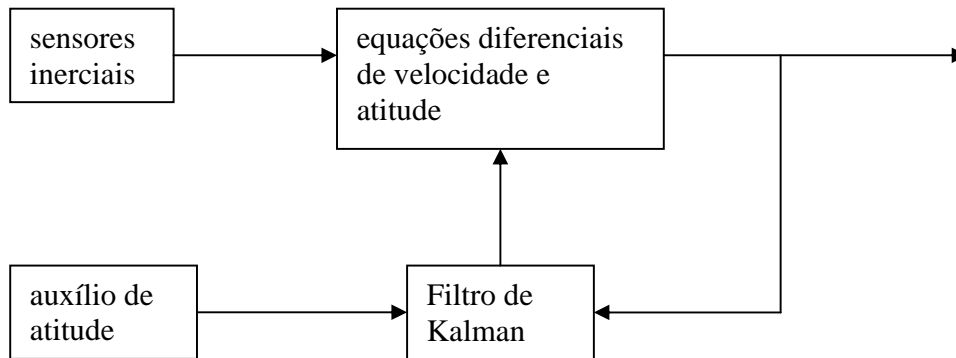 sensores
inerciais
equações diferenciais
de velocidade e
atitude
auxílio de
atitude
Filtro de
Kalman